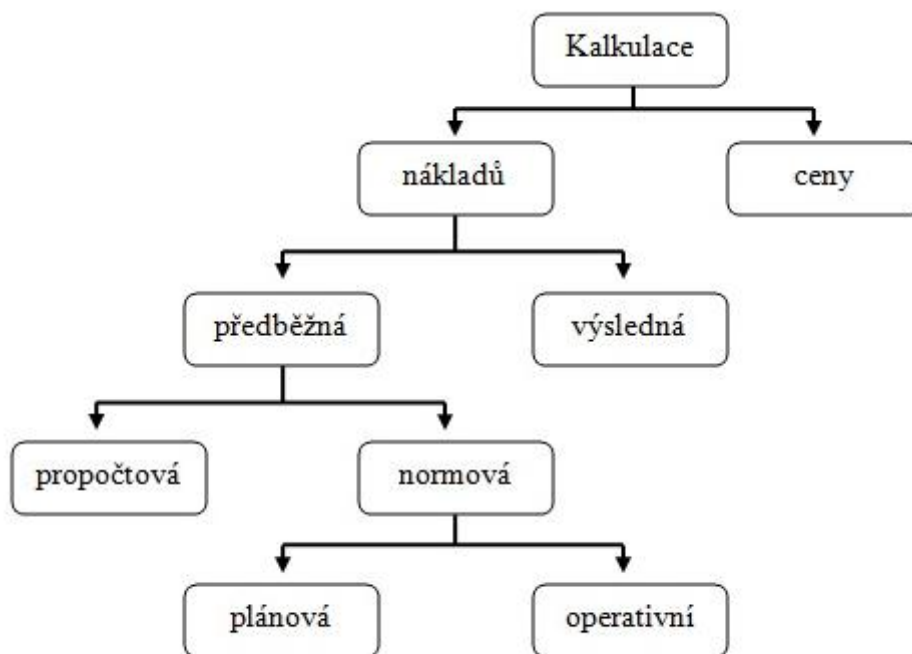 Kalkulace
nákladů
ceny
předběžná
výsledná
propočtová
normová
plánová
operativní